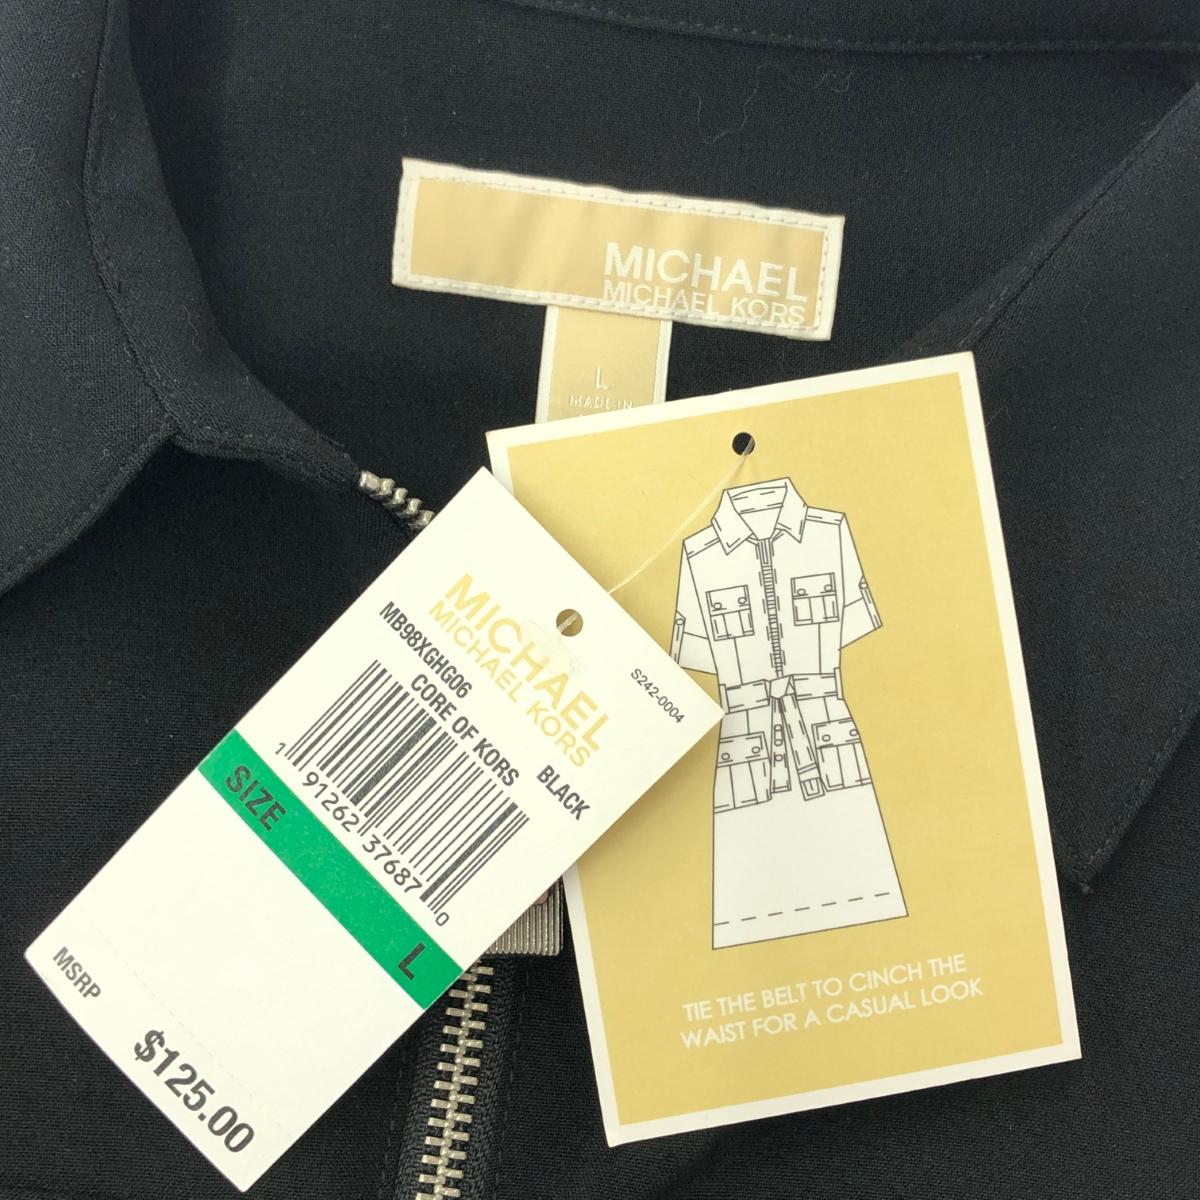 MICHAEL
MICHAEL KORS
L
MADE IN
MICHAEL
MICHAEL KORS
S242-0004
MB98XGHG06
CORE OF KORS BLACK
1 91262 37687 0
SIZE L
MSRP
$125.00
TIE THE BELT TO CINCH THE
WAIST FOR A CASUAL LOOK